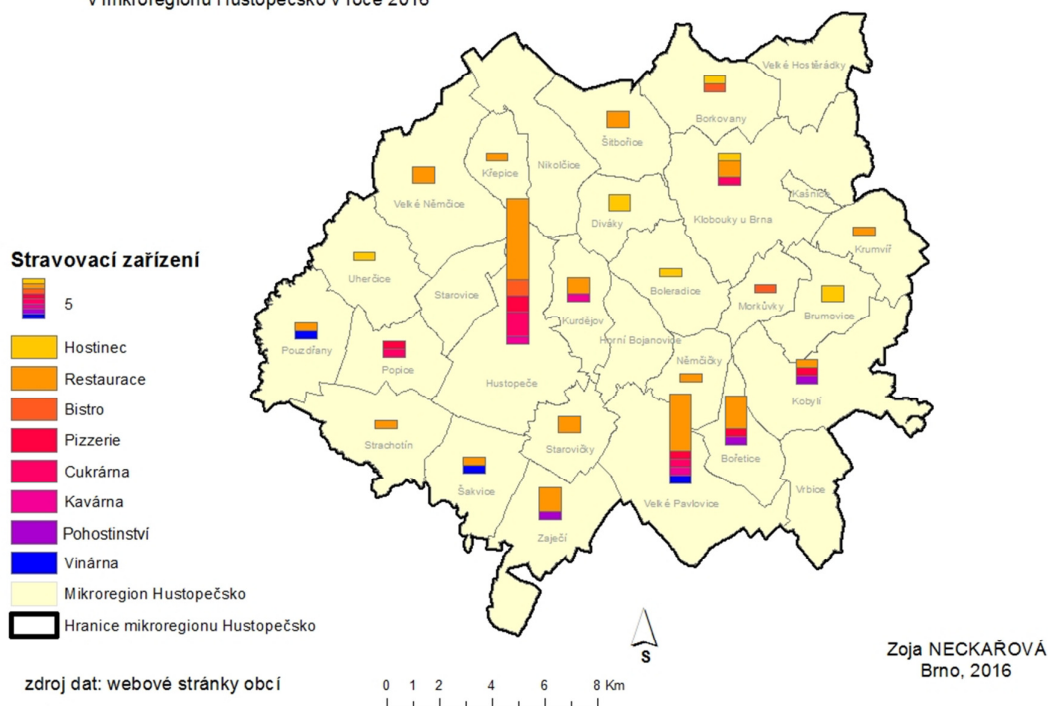 v mikroregionu Hustopečsko v roce 2016
Velké Hostěrádky
Borkovany
Šitbořice
Křepice
Nikolčice
Kašnice
Velké Němčice
Diváky
Klobouky u Brna
Krumvíř
Stravovací zařízení
5
Hostinec
Restaurace
Bistro
Pizzerie
Cukrárna
Kavárna
Pohostinství
Vinárna
Mikroregion Hustopečsko
Hranice mikroregionu Hustopečsko
Uherčice
Starovice
Boleradice
Morkůvky
Brumovice
Pouzdřany
Kurdějov
Horní Bojanovice
Popice
Němčičky
Hustopeče
Kobylí
Strachotín
Starovičky
Bořetice
Šakvice
Velké Pavlovice
Vrbice
Zaječí
S
zdroj dat: webové stránky obcí
0 1 2 4 6 8 Km
Zoja NECKAŘOVÁ
Brno, 2016